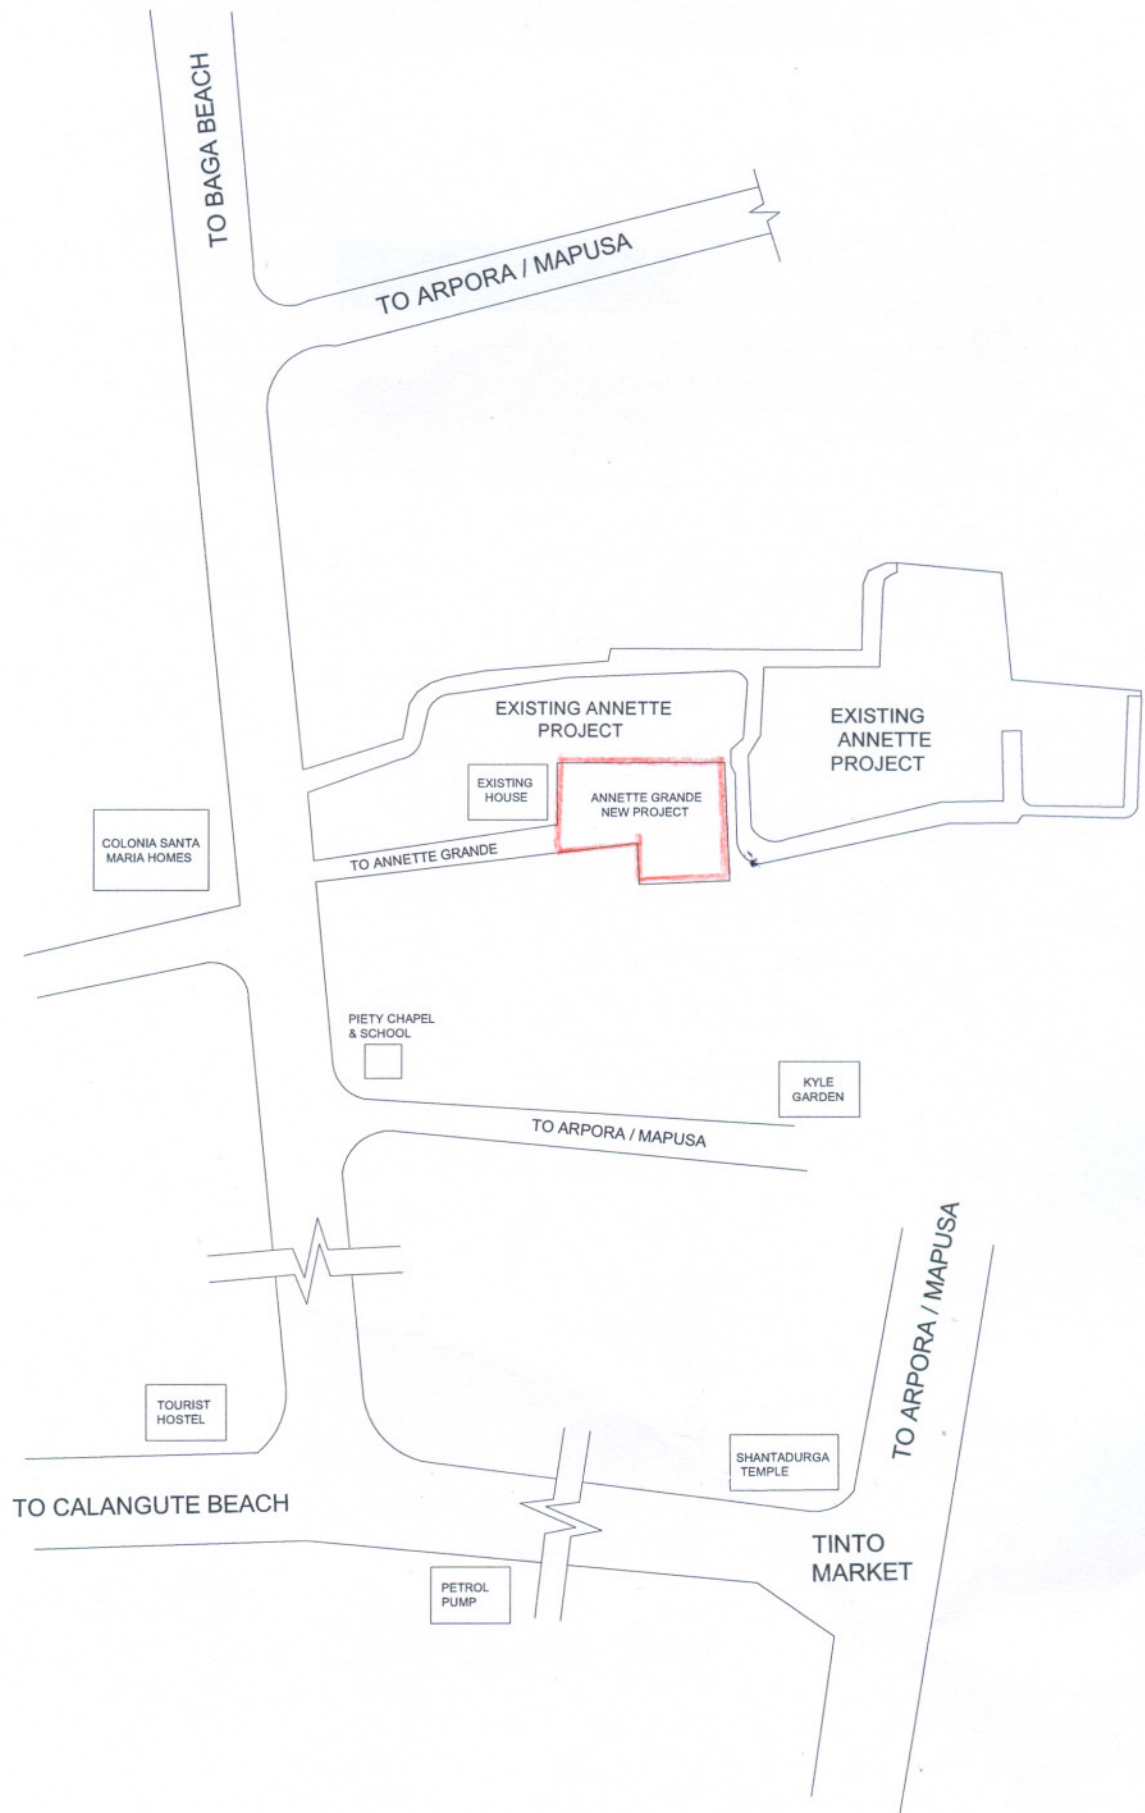 TO BAGA BEACH
TO ARPORA / MAPUSA
EXISTING ANNETTE
PROJECT
EXISTING
ANNETTE
PROJECT
EXISTING
HOUSE
ANNETTE GRANDE
NEW PROJECT
COLONIA SANTA
MARIA HOMES
TO ANNETTE GRANDE
PIETY CHAPEL
& SCHOOL
KYLE
GARDEN
TO ARPORA / MAPUSA
TO ARPORA / MAPUSA
TOURIST
HOSTEL
SHANTADURGA
TEMPLE
TO CALANGUTE BEACH
TINTO
MARKET
PETROL
PUMP